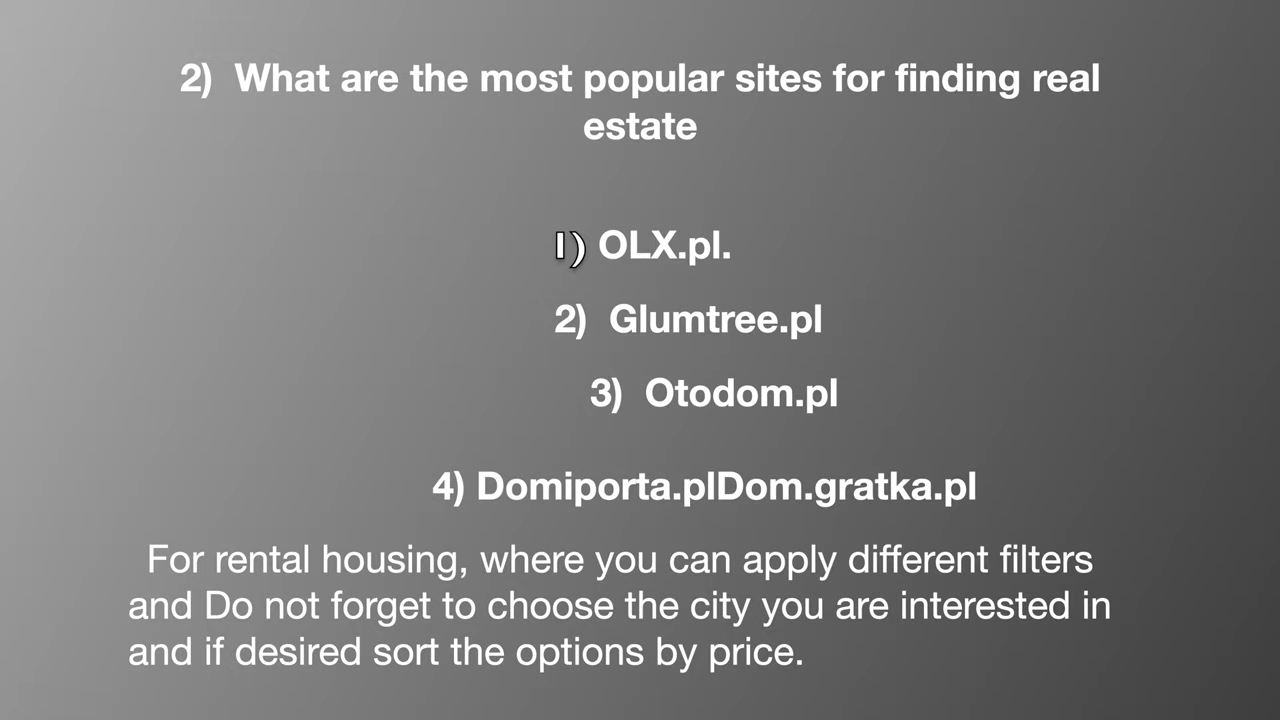 2) What are the most popular sites for finding real
estate
1) OLX.pl.
2) Glumtree.pl
3) Otodom.pl
4) Domiporta.plDom.gratka.pl
For rental housing, where you can apply different filters
and Do not forget to choose the city you are interested in
and if desired sort the options by price.